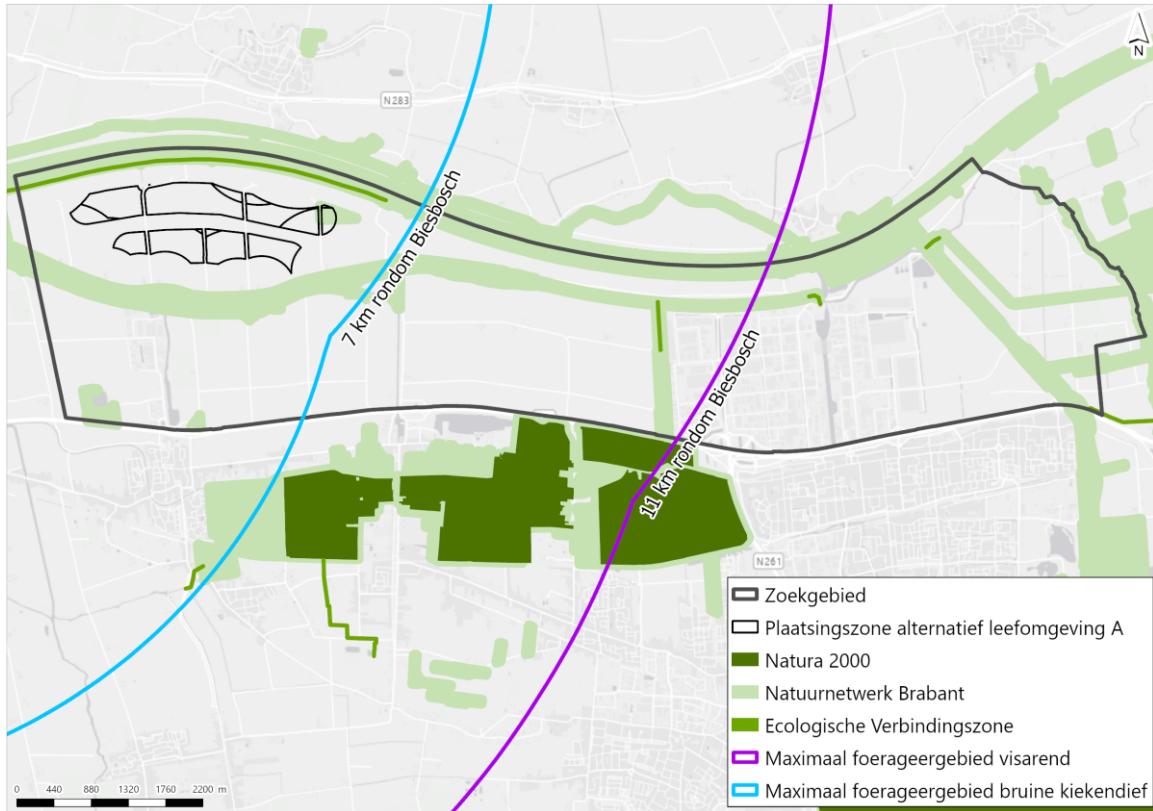 N
N283
7 km rondom Biesbosch
11 km rondom Biesbosch
N261
Zoekgebied
Plaatsingszone alternatief leefomgeving A
Natura 2000
Natuurnetwerk Brabant
Ecologische Verbindingszone
Maximaal foerageergebied visarend
Maximaal foerageergebied bruine kiekendief
0 440 880 1320 1760 2200 m